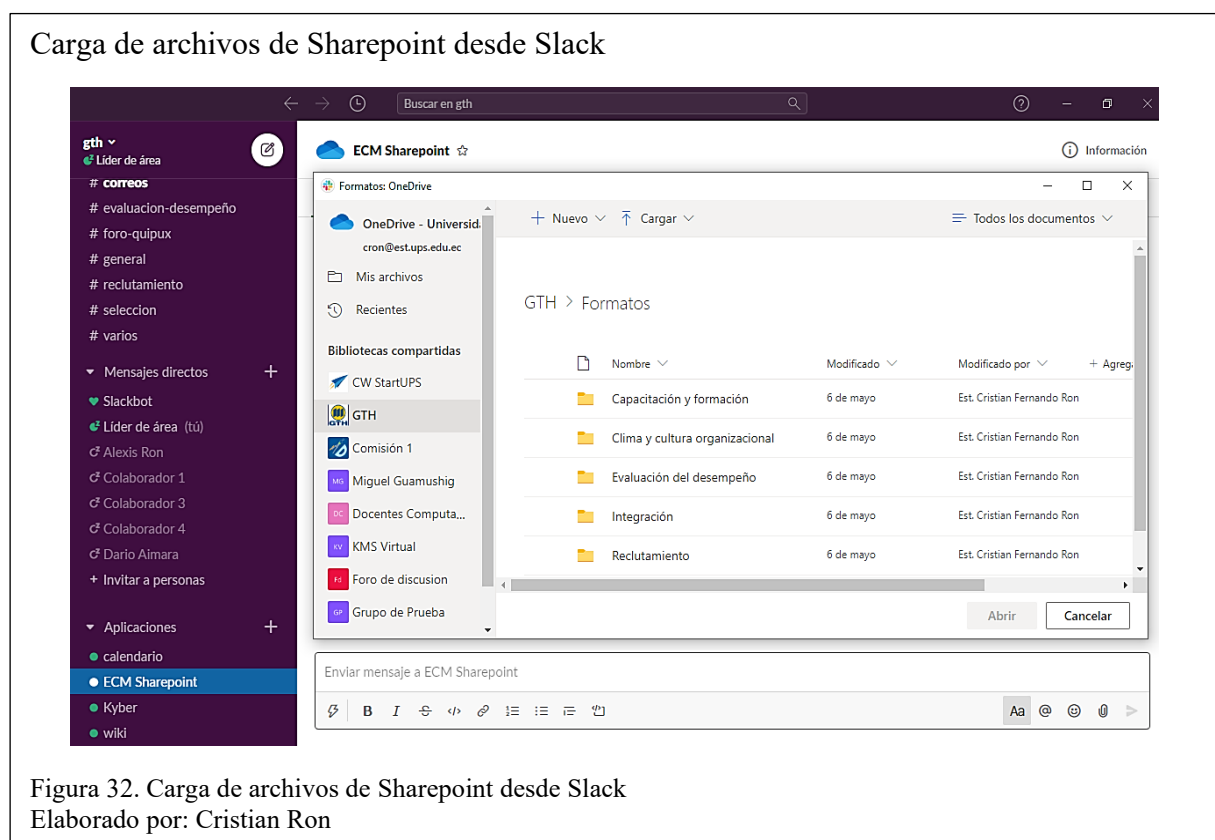 Carga de archivos de Sharepoint desde Slack
Buscar en gth
gth
Líder de área
# correos
# evaluacion-desempeño
# foro-quipux
# general
# reclutamiento
# seleccion
# varios
Mensajes directos
Slackbot
Líder de área (tú)
Alexis Ron
Colaborador 1
Colaborador 3
Colaborador 4
Dario Aimara
+ Invitar a personas
Aplicaciones
calendario
ECM Sharepoint
Kyber
wiki
ECM Sharepoint
Información
Formatos: OneDrive
OneDrive - Universid
cron@est.ups.edu.ec
Mis archivos
Recientes
Bibliotecas compartidas
CW StartUPS
GTH GTH
Comisión 1
MG Miguel Guamushig
DC Docentes Computa...
KV KMS Virtual
Fd Foro de discusion
GP Grupo de Prueba
+ Nuevo Cargar Todos los documentos
GTH > Formatos
Nombre Modificado Modificado por + Agreg
Capacitación y formación 6 de mayo Est. Cristian Fernando Ron
Clima y cultura organizacional 6 de mayo Est. Cristian Fernando Ron
Evaluación del desempeño 6 de mayo Est. Cristian Fernando Ron
Integración 6 de mayo Est. Cristian Fernando Ron
Reclutamiento 6 de mayo Est. Cristian Fernando Ron
Abrir Cancelar
Enviar mensaje a ECM Sharepoint
B I S </> Aa @
Figura 32. Carga de archivos de Sharepoint desde Slack
Elaborado por: Cristian Ron